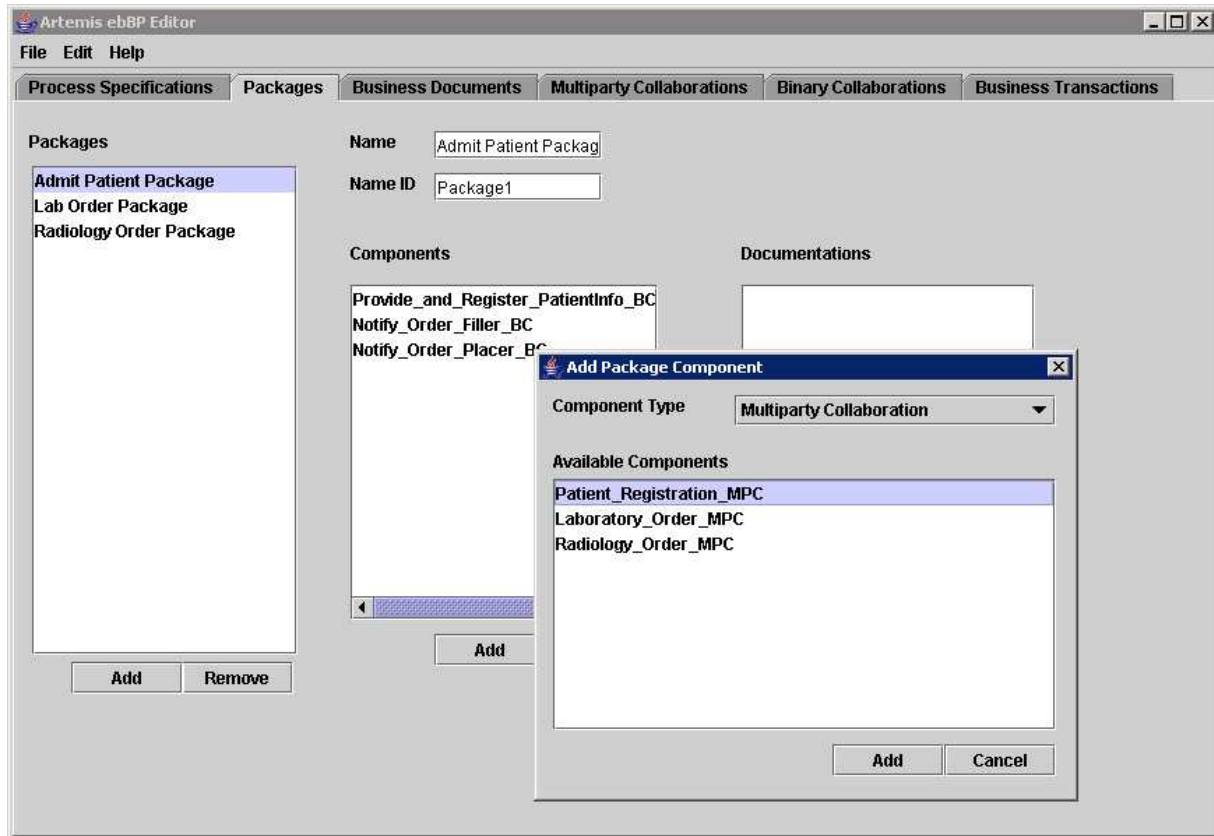 Artemis ebBP Editor
File Edit Help
Process Specifications Packages Business Documents Multiparty Collaborations Binary Collaborations Business Transactions
Packages
Admit Patient Package
Lab Order Package
Radiology Order Package
Add Remove
Name Admit Patient Packag
Name ID Package1
Components
Provide_and_Register_PatientInfo_BC
Notify_Order_Filler_BC
Notify_Order_Placer_BC
Add
Documentations
Add Package Component
Component Type Multiparty Collaboration
Available Components
Patient_Registration_MPC
Laboratory_Order_MPC
Radiology_Order_MPC
Add Cancel